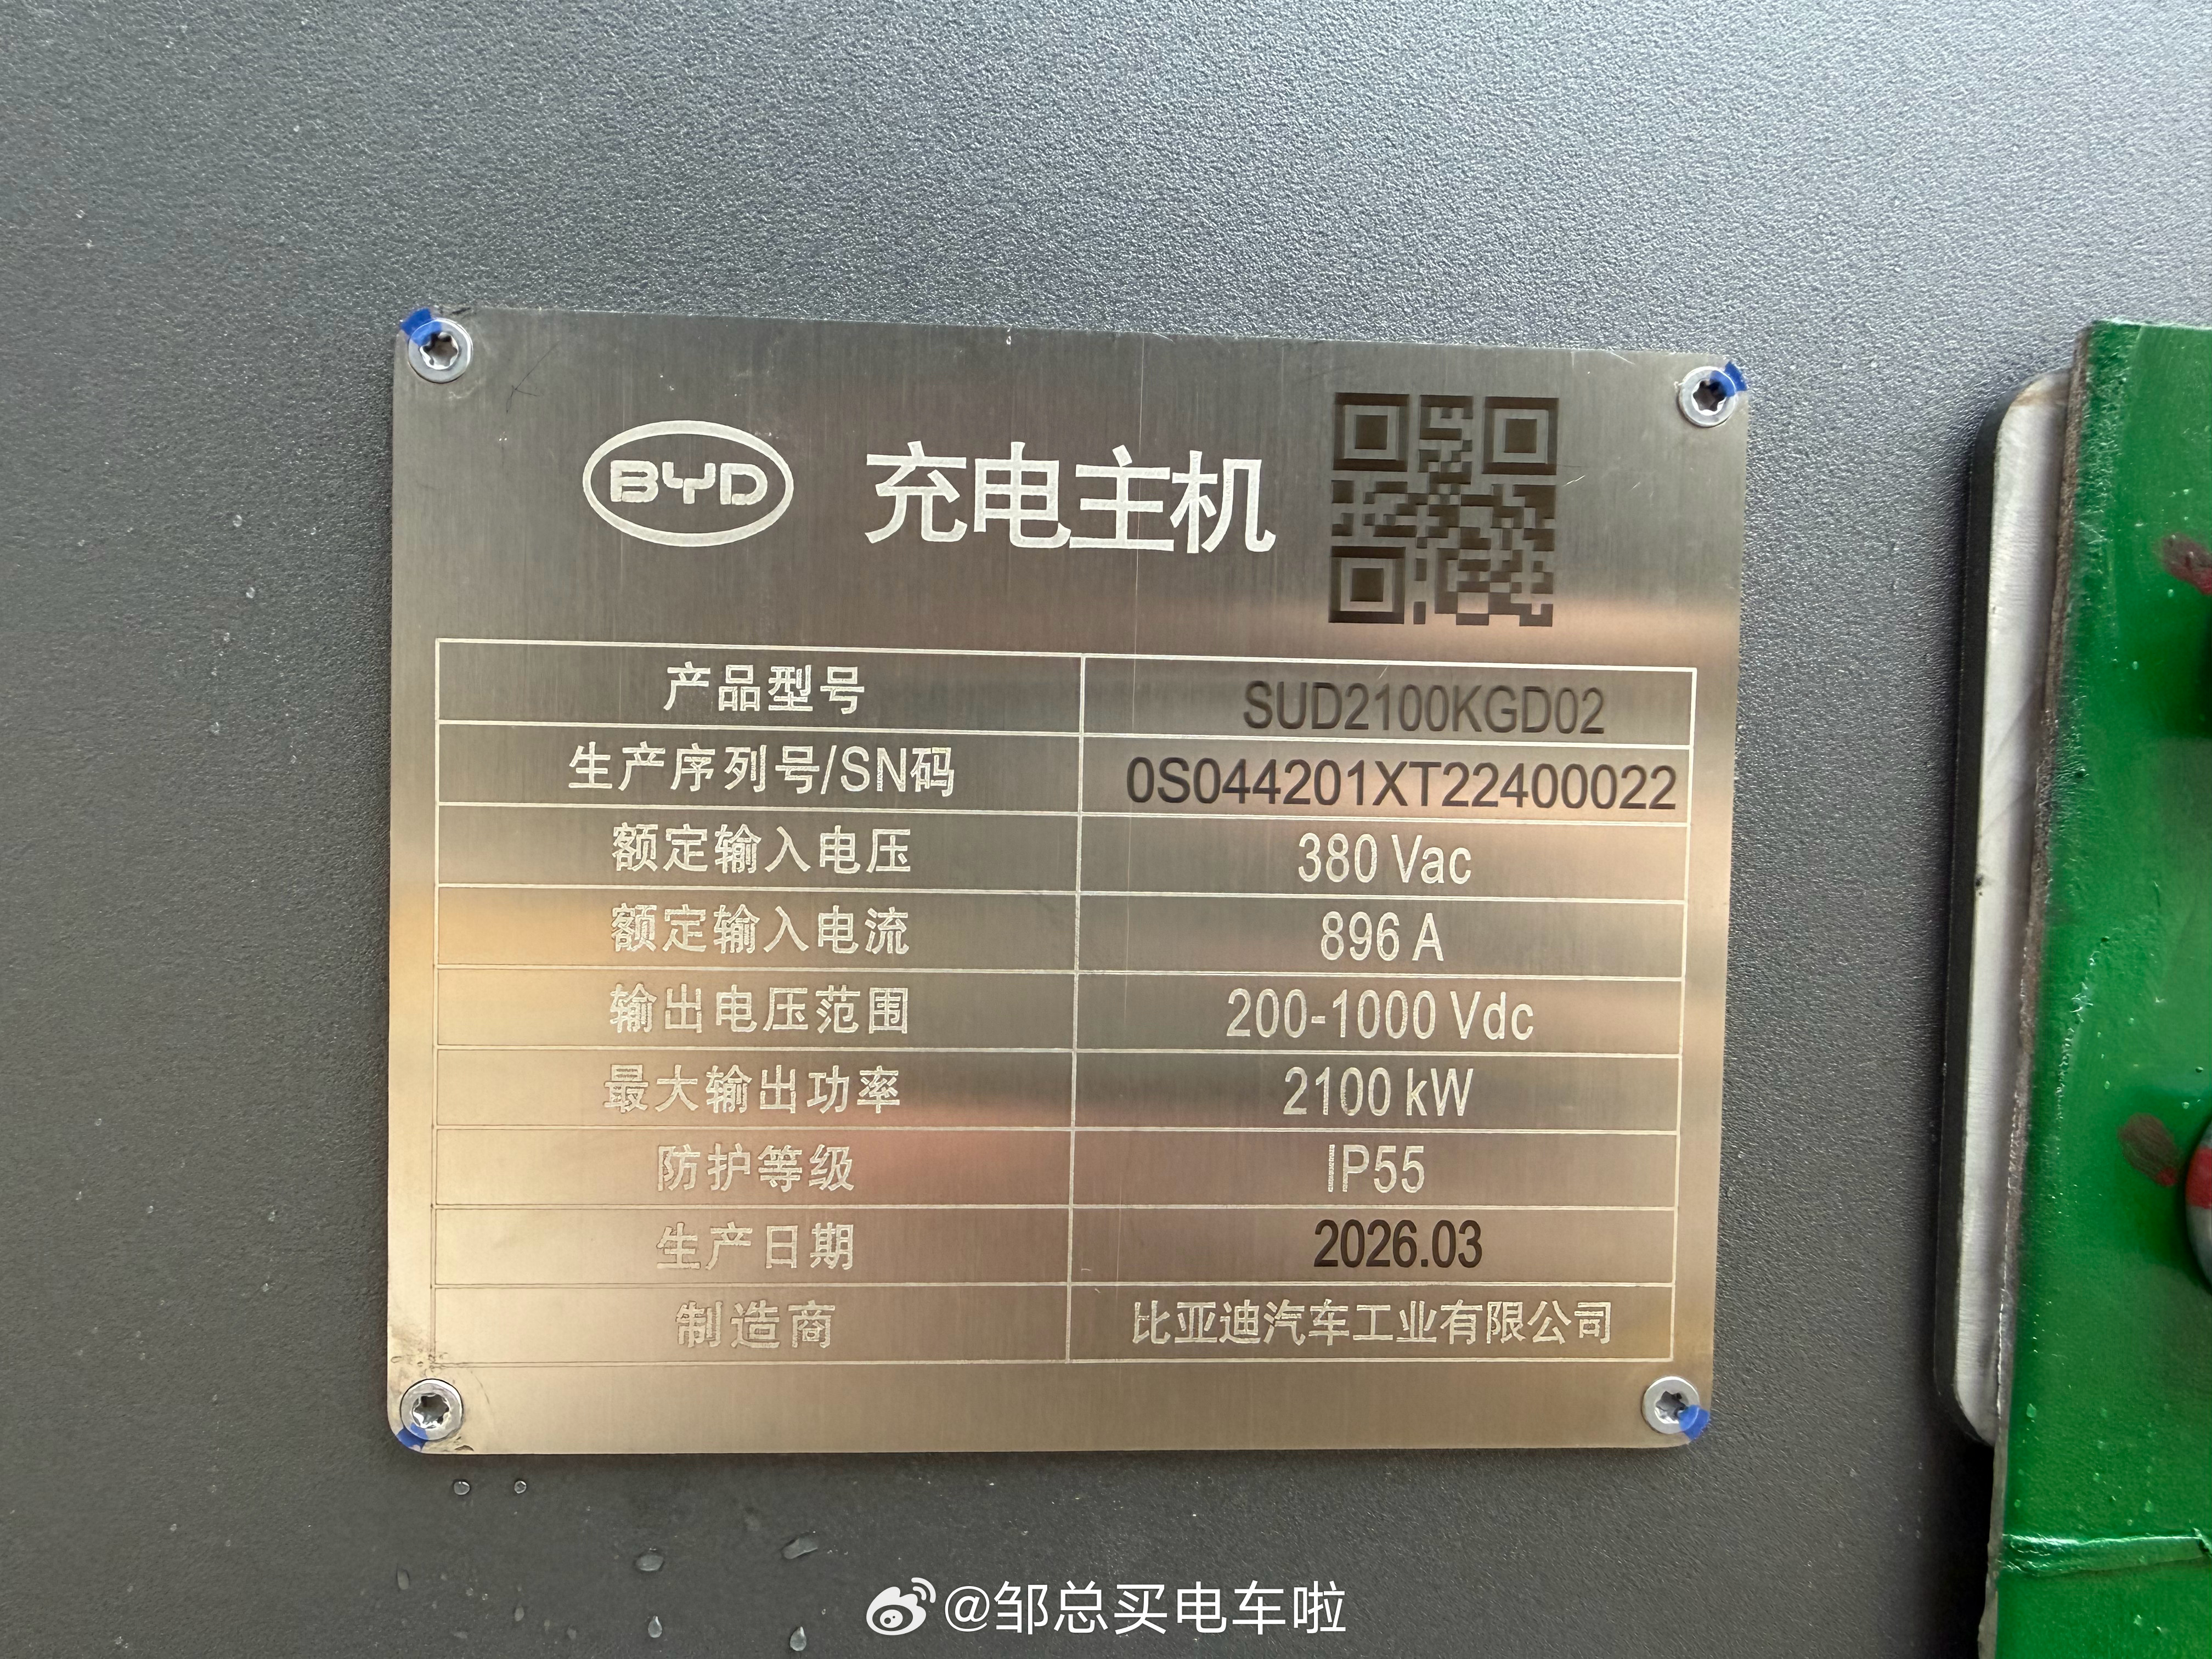 BYD 充电主机
产品型号 SUD2100KGD02
生产序列号/SN码 0S044201XT22400022
额定输入电压 380 Vac
额定输入电流 896 A
输出电压范围 200-1000 Vdc
最大输出功率 2100 kW
防护等级 IP55
生产日期 2026.03
制造商 比亚迪汽车工业有限公司
@邹总买电车啦